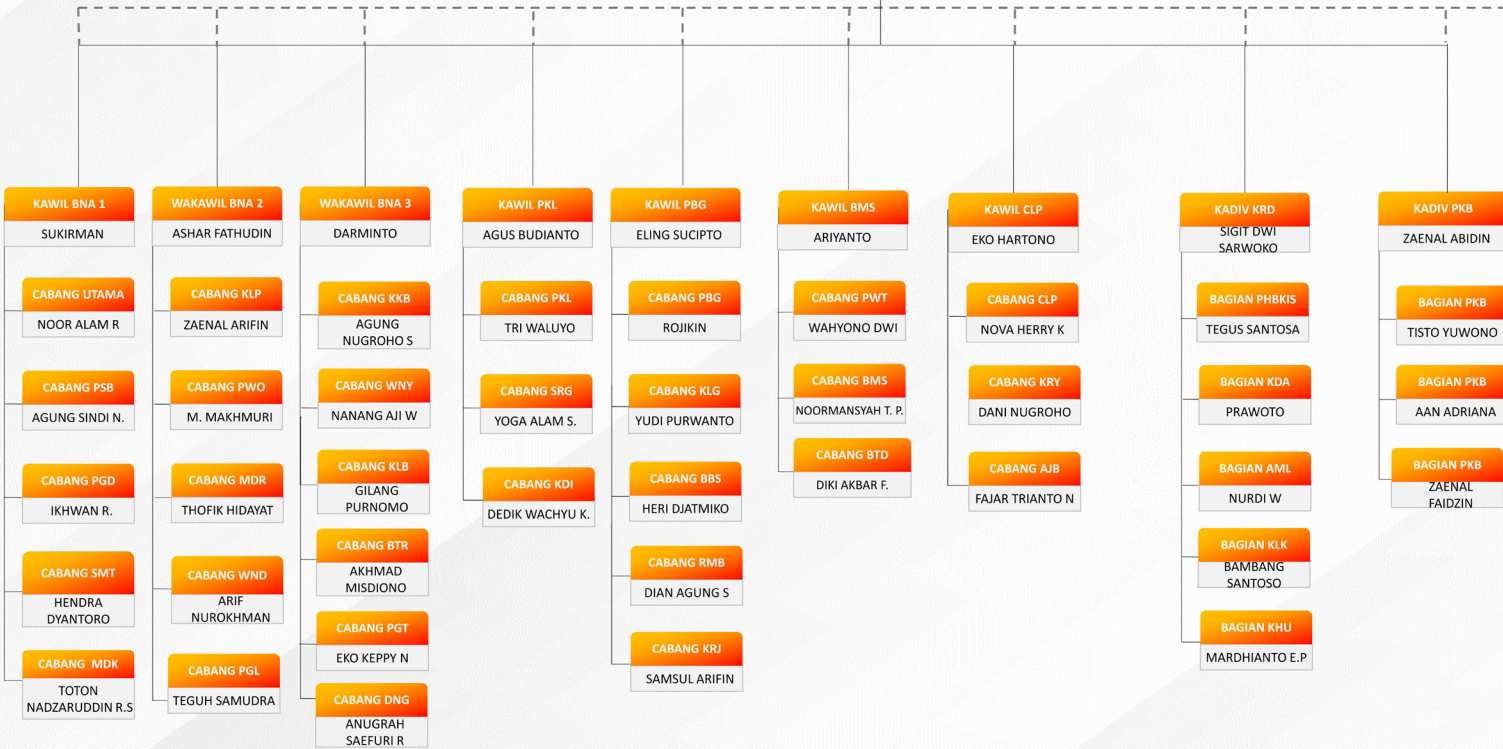 KAWIL BNA 1
SUKIRMAN
CABANG UTAMA
NOOR ALAM R
CABANG PSB
AGUNG SINDI N.
CABANG PGD
IKHWAN R.
CABANG SMT
HENDRA
DYANTORO
CABANG MDK
TOTON
NADZARUDDIN R.S
WAKAWIL BNA 2
ASHAR FATHUDIN
CABANG KLP
ZAENAL ARIFIN
CABANG PWO
M. MAKHMURI
CABANG MDR
THOFIK HIDAYAT
CABANG WND
ARIF
NUROKHMAN
CABANG PGL
TEGUH SAMUDRA
WAKAWIL BNA 3
DARMINTO
CABANG KKB
AGUNG
NUGROHO S
CABANG WNY
NANANG AJI W
CABANG KLB
GILANG
PURNOMO
CABANG BTR
AKHMAD
MISDIONO
CABANG PGT
EKO KEPPY N
CABANG DNG
ANUGRAH
SAEFURI R
KAWIL PKL
AGUS BUDIANTO
CABANG PKL
TRI WALUYO
CABANG SRG
YOGA ALAM S.
CABANG KDI
DEDIK WACHYU K.
KAWIL PBG
ELING SUCIPTO
CABANG PBG
ROJIKIN
CABANG KLG
YUDI PURWANTO
CABANG BBS
HERI DJATMIKO
CABANG RMB
DIAN AGUNG S
CABANG KRJ
SAMSUL ARIFIN
KAWIL BMS
ARIYANTO
CABANG PWT
WAHYONO DWI
CABANG BMS
NOORMANSYAH T. P.
CABANG BTD
DIKI AKBAR F.
KAWIL CLP
EKO HARTONO
CABANG CLP
NOVA HERRY K
CABANG KRY
DANI NUGROHO
CABANG AJB
FAJAR TRIANTO N
KADIV KRD
SIGIT DWI
SARWOKO
BAGIAN PHBKIS
TEGUS SANTOSA
BAGIAN KDA
PRAWOTO
BAGIAN AML
NURDI W
BAGIAN KLK
BAMBANG
SANTOSO
BAGIAN KHU
MARDHIANTO E.P
KADIV PKB
ZAENAL ABIDIN
BAGIAN PKB
TISTO YUWONO
BAGIAN PKB
AAN ADRIANA
BAGIAN PKB
ZAENAL
FAIDZIN